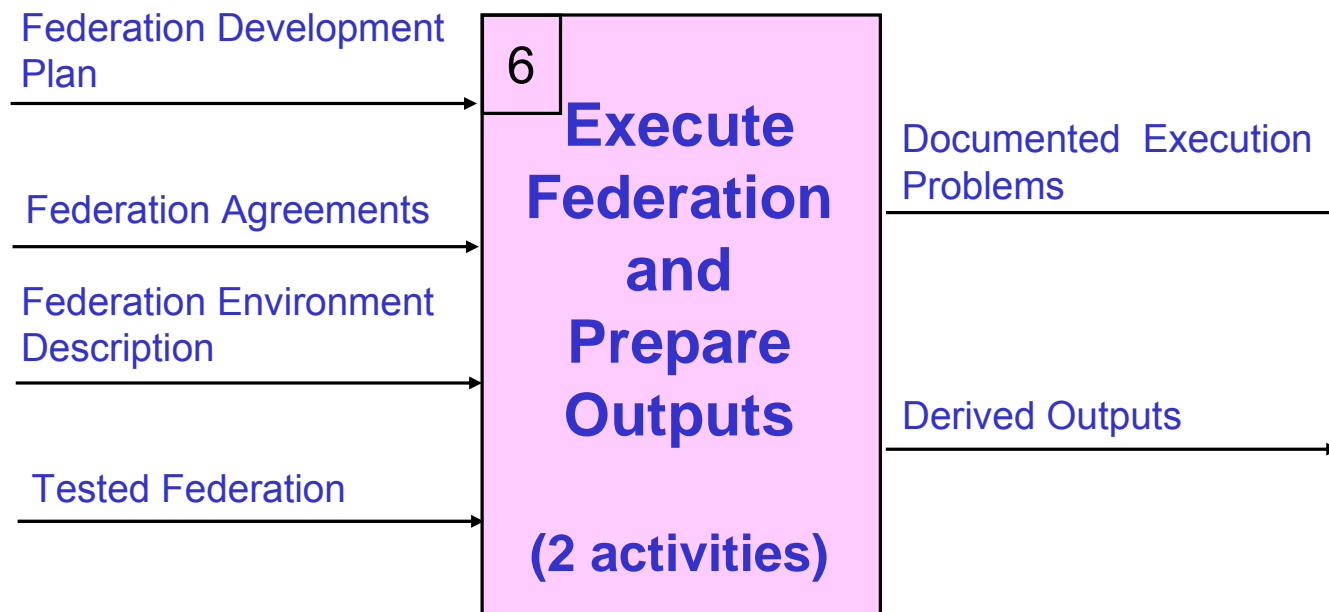 Federation Development
Plan
Federation Agreements
Federation Environment
Description
Tested Federation
6
Execute
Federation
and
Prepare
Outputs
(2 activities)
Documented Execution
Problems
Derived Outputs